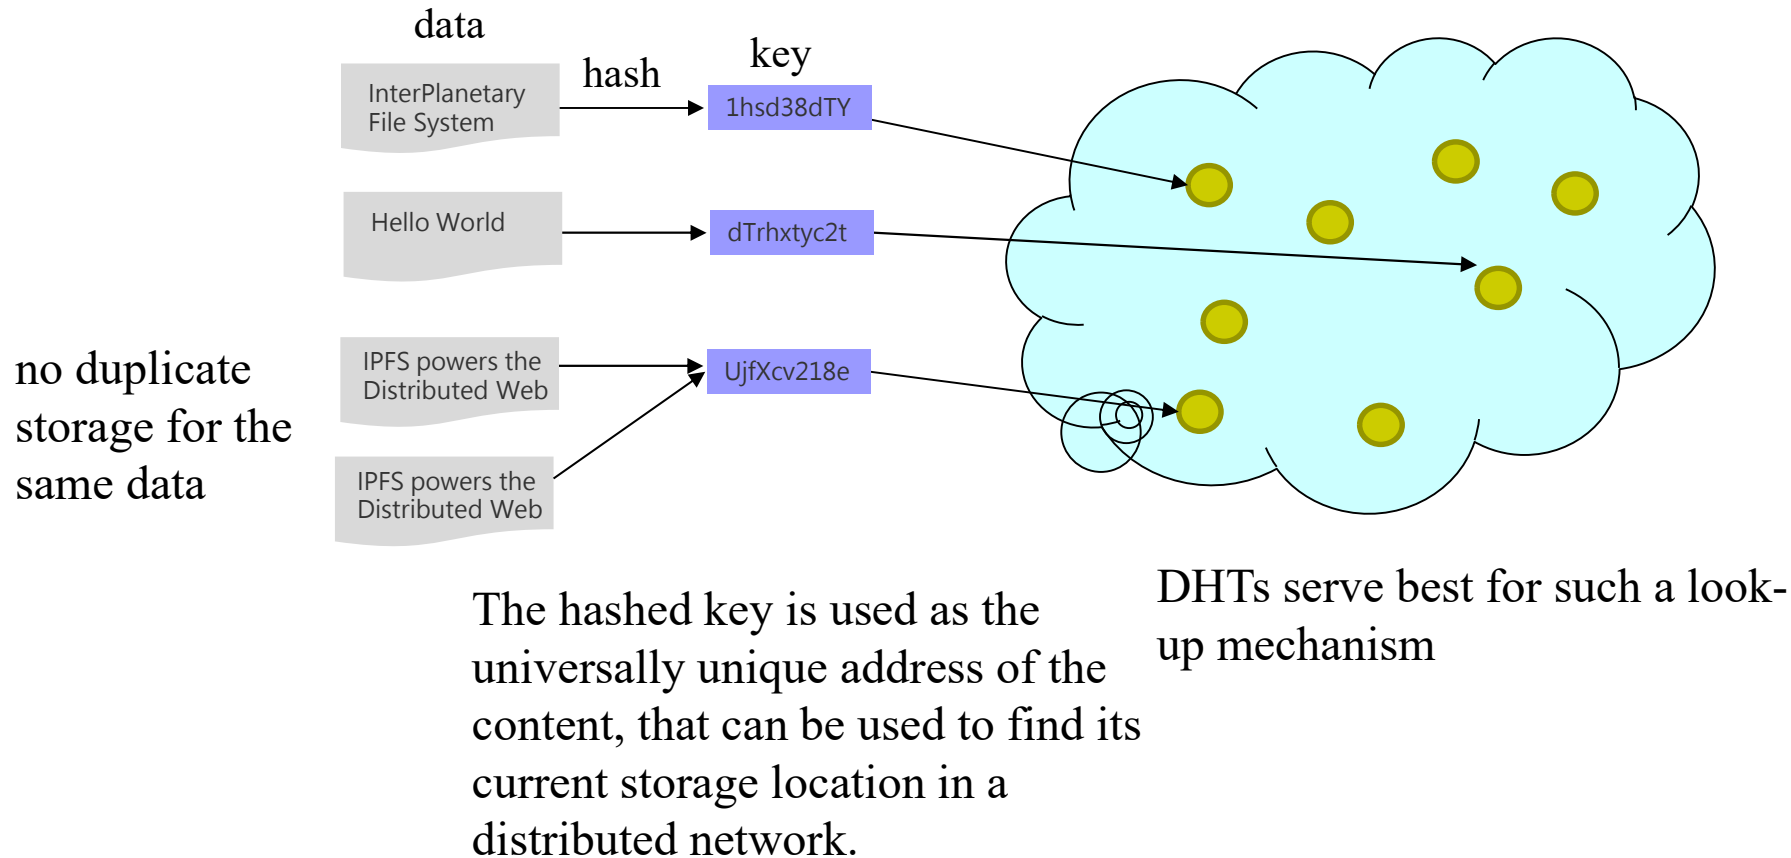 data
hash
key
InterPlanetary
File System
1hsd38dTY
Hello World
dTrhxtyc2t
no duplicate
storage for the
same data
IPFS powers the
Distributed Web
UjfXcv218e
IPFS powers the
Distributed Web
The hashed key is used as the
universally unique address of the
content, that can be used to find its
current storage location in a
distributed network.
DHTs serve best for such a look-
up mechanism